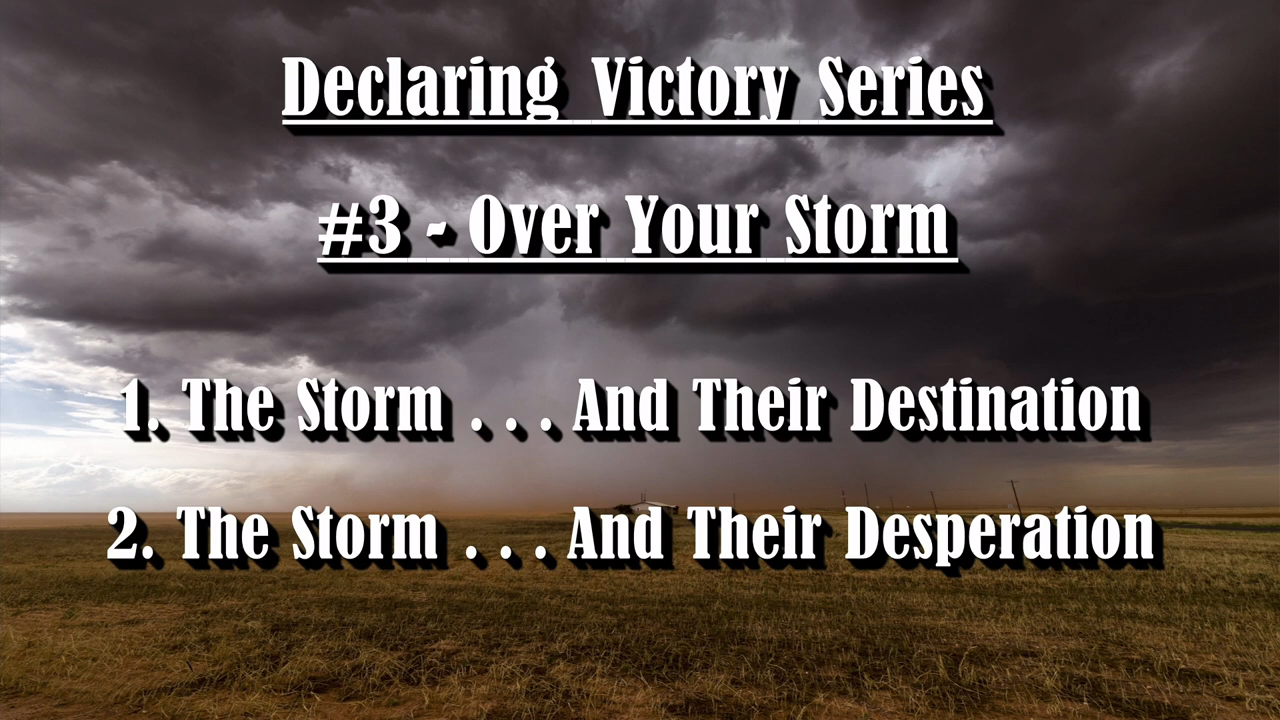 Declaring Victory Series
#3 - Over Your Storm
1. The Storm . . . And Their Destination
2. The Storm . . . And Their Desperation